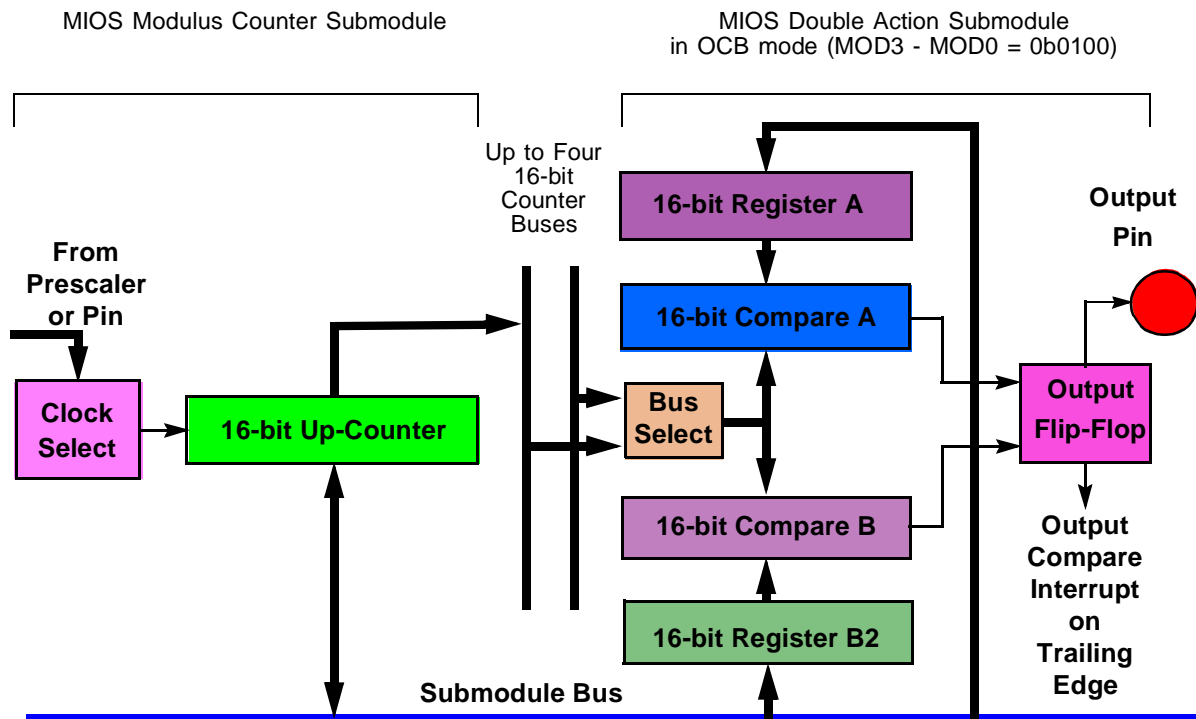 MIOS Modulus Counter Submodule
MIOS Double Action Submodule
in OCB mode (MOD3 - MOD0 = 0b0100)
Up to Four
16-bit
Counter
Buses
From
Prescaler
or Pin
Clock
Select
16-bit Up-Counter
16-bit Register A
16-bit Compare A
Bus
Select
16-bit Compare B
16-bit Register B2
Output
Pin
Output
Flip-Flop
Output
Compare
Interrupt
on
Trailing
Edge
Submodule Bus